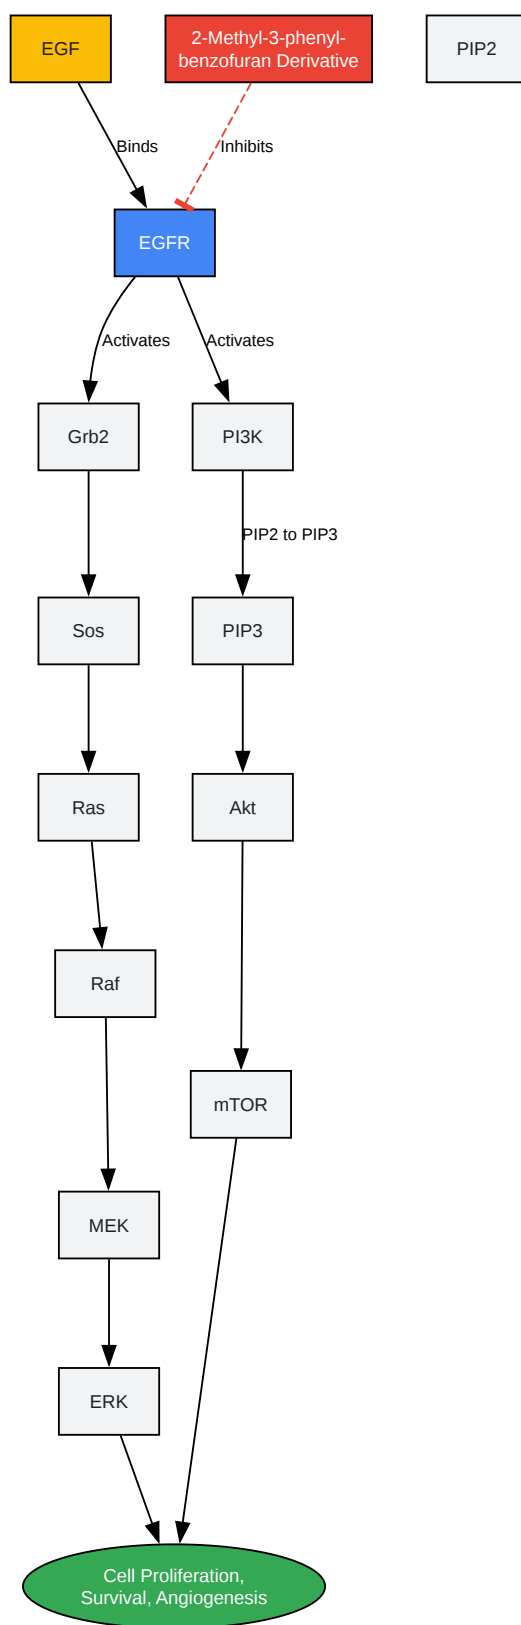 EGF
2-Methyl-3-phenyl-
benzofuran Derivative
PIP2
Binds
Inhibits
EGFR
Activates
Activates
Grb2
PI3K
PIP2 to PIP3
Sos
PIP3
Ras
Akt
Raf
mTOR
MEK
ERK
Cell Proliferation,
Survival, Angiogenesis